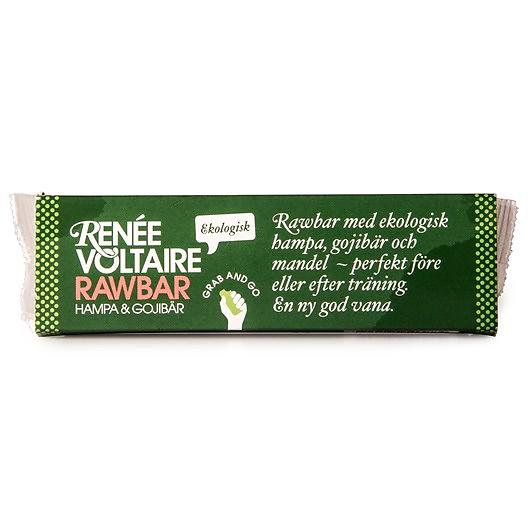 RENÉE
VOLTAIRE
RAWBAR
HAMPA & GOJIBÄR
Ekologisk
GRAB AND GO
Rawbar med ekologisk
hampa, gojibär och
mandel ~ perfekt före
eller efter träning.
En ny god vana.